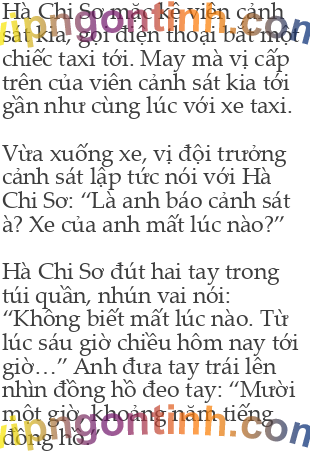 Hà Chi Sơ mặc kệ viên cảnh
sát kia, gọi điện thoại bắt một
chiếc taxi tới. May mà vị cấp
trên của viên cảnh sát kia tới
gần như cùng lúc với xe taxi.
Vừa xuống xe, vị đội trưởng
cảnh sát lập tức nói với Hà
Chi Sơ: “Là anh báo cảnh sát
à? Xe của anh mất lúc nào?”
Hà Chi Sơ đút hai tay trong
túi quần, nhún vai nói:
“Không biết mất lúc nào. Từ
lúc sáu giờ chiều hôm nay tới
giờ…” Anh đưa tay trái lên
nhìn đồng hồ đeo tay: “Mười
một giờ, khoảng năm tiếng
đồng hồ.”
vipngontinh.com
vipngontinh.com